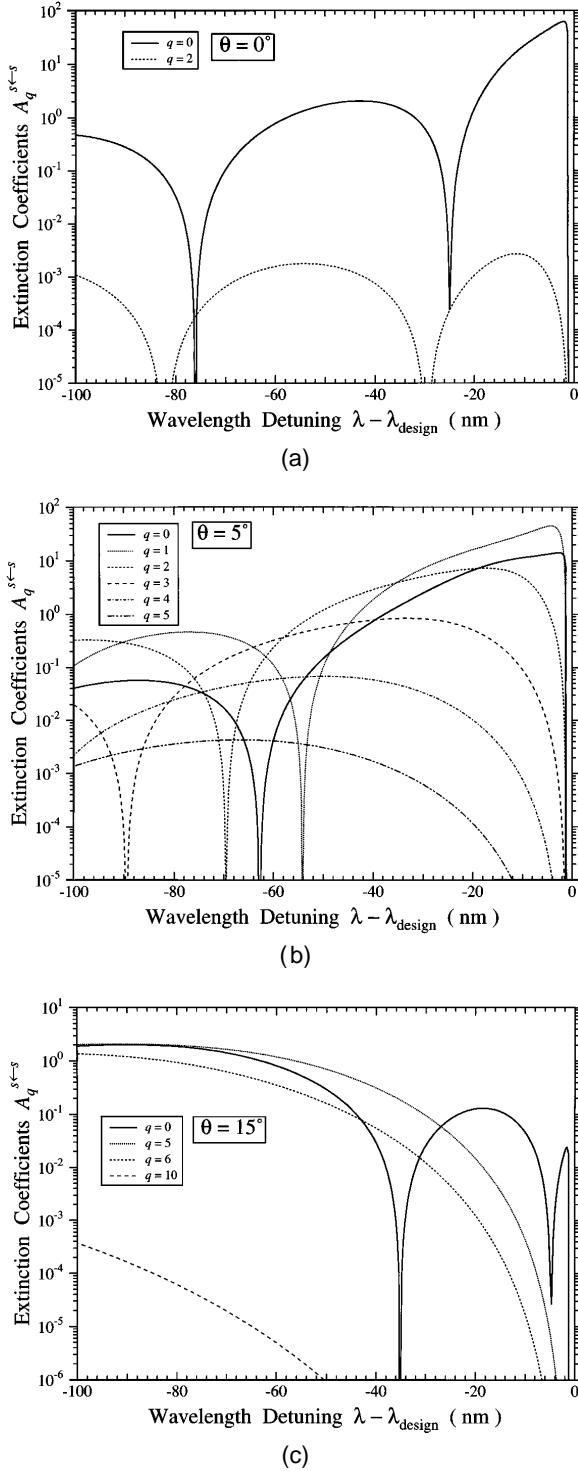 10^2
10^1
10^0
10^-1
10^-2
10^-3
10^-4
10^-5
Extinction Coefficients A_q^{s←s}
q = 0
q = 2
θ = 0°
-100
-80
-60
-40
-20
0
Wavelength Detuning λ − λ_design ( nm )
(a)
10^2
10^1
10^0
10^-1
10^-2
10^-3
10^-4
10^-5
Extinction Coefficients A_q^{s←s}
q = 0
q = 1
q = 2
q = 3
q = 4
q = 5
θ = 5°
-100
-80
-60
-40
-20
0
Wavelength Detuning λ − λ_design ( nm )
(b)
10^1
10^0
10^-1
10^-2
10^-3
10^-4
10^-5
10^-6
Extinction Coefficients A_q^{s←s}
q = 0
q = 5
q = 6
q = 10
θ = 15°
-100
-80
-60
-40
-20
0
Wavelength Detuning λ − λ_design ( nm )
(c)